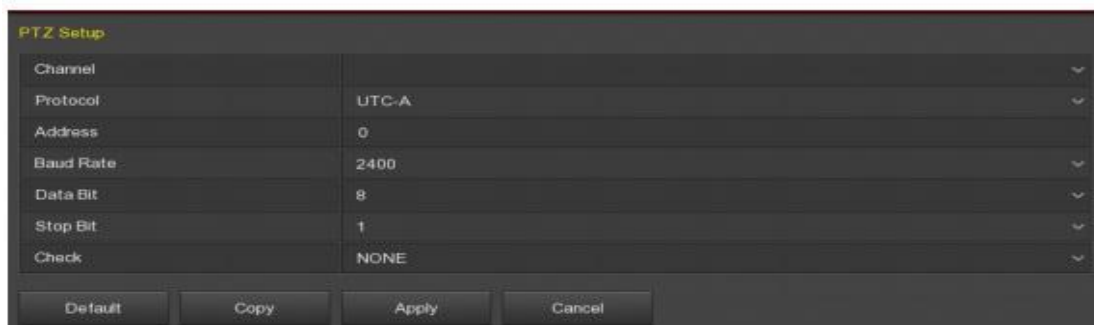 PTZ Setup
Channel
Protocol UTC-A
Address 0
Baud Rate 2400
Data Bit 8
Stop Bit 1
Check NONE
Default Copy Apply Cancel